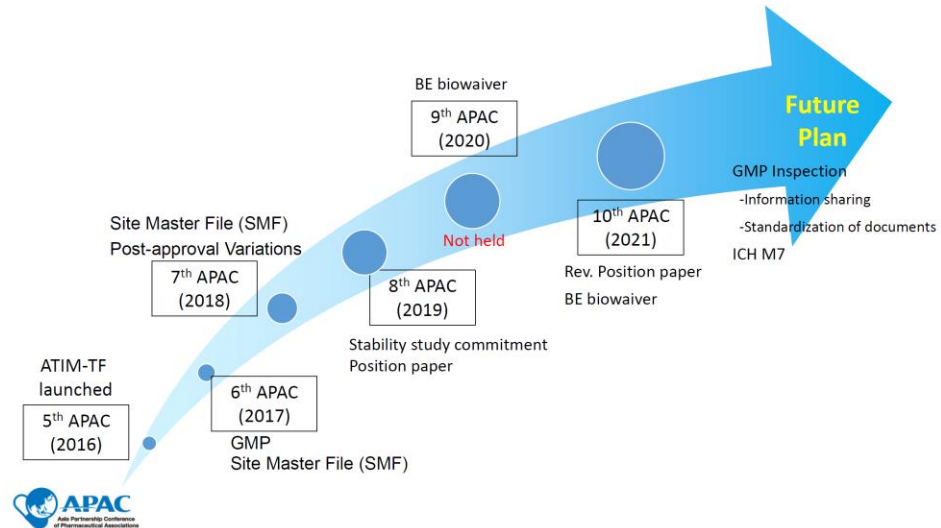 ATIM-TF
launched
5th APAC
(2016)
6th APAC
(2017)
GMP
Site Master File (SMF)
Site Master File (SMF)
Post-approval Variations
7th APAC
(2018)
8th APAC
(2019)
Stability study commitment
Position paper
BE biowaiver
9th APAC
(2020)
Not held
10th APAC
(2021)
Rev. Position paper
BE biowaiver
Future
Plan
GMP Inspection
-Information sharing
-Standardization of documents
ICH M7
APAC
Asia Partnership Conference
of Pharmaceutical Associations